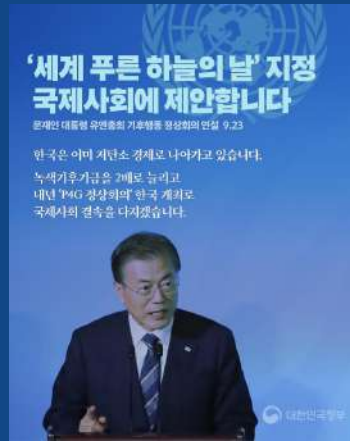 ‘세계 푸른 하늘의 날’ 지정
국제사회에 제안합니다
문재인 대통령 유엔총회 기후행동 정상회의 연설 9.23
한국은 이미 저탄소 경제로 나아가고 있습니다.
녹색기후기금을 2배로 늘리고
내년 ‘P4G 정상회의’ 한국 개최로
국제사회 결속을 다지겠습니다.
대한민국정부